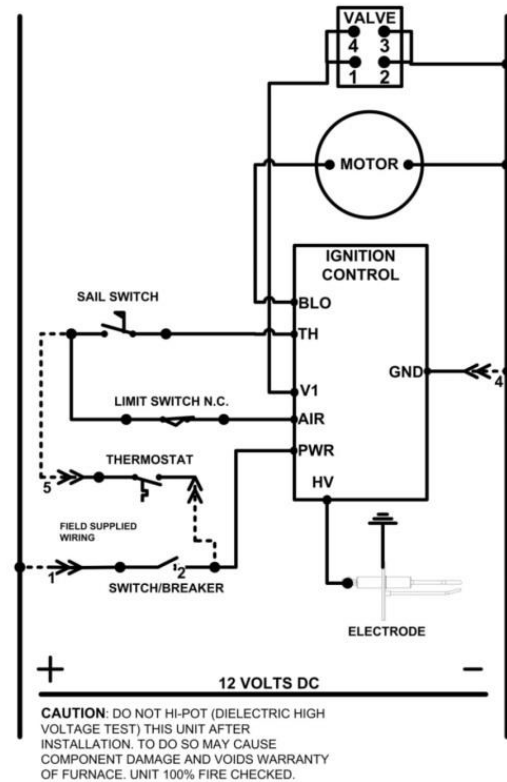 VALVE
4 3
1 2
MOTOR
IGNITION
CONTROL
SAIL SWITCH
BLO
TH
GND
4
V1
LIMIT SWITCH N.C.
AIR
THERMOSTAT
PWR
5
HV
FIELD SUPPLIED
WIRING
1
2
SWITCH/BREAKER
ELECTRODE
+ −
12 VOLTS DC
CAUTION: DO NOT HI-POT (DIELECTRIC HIGH
VOLTAGE TEST) THIS UNIT AFTER
INSTALLATION. TO DO SO MAY CAUSE
COMPONENT DAMAGE AND VOIDS WARRANTY
OF FURNACE. UNIT 100% FIRE CHECKED.